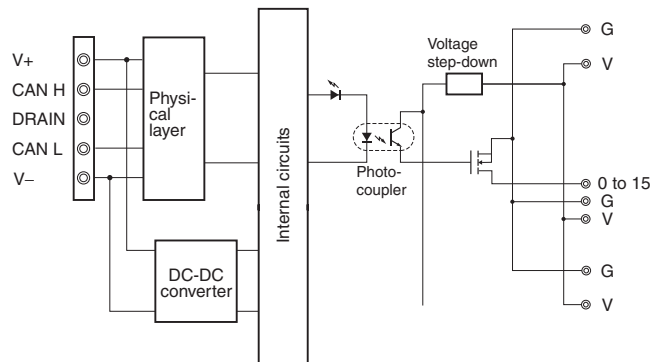 V+
CAN H
DRAIN
CAN L
V−
Physi-
cal
layer
DC-DC
converter
Internal circuits
Photo-
coupler
Voltage
step-down
G
V
0 to 15
G
V
G
V